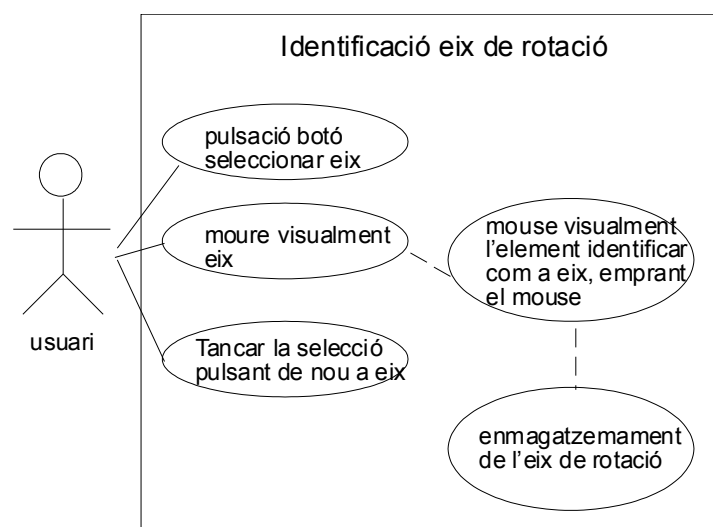 Identificació eix de rotació
pulsació botó
seleccionar eix
moure visualment
eix
mouse visualment
l'element identificar
com a eix, emprant
el mouse
usuari
Tancar la selecció
pulsant de nou a eix
enmagatzemament
de l'eix de rotació